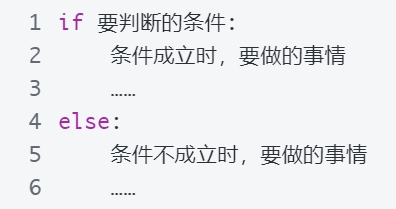 1 if 要判断的条件:
2     条件成立时，要做的事情
3     ……
4 else:
5     条件不成立时，要做的事情
6     ……